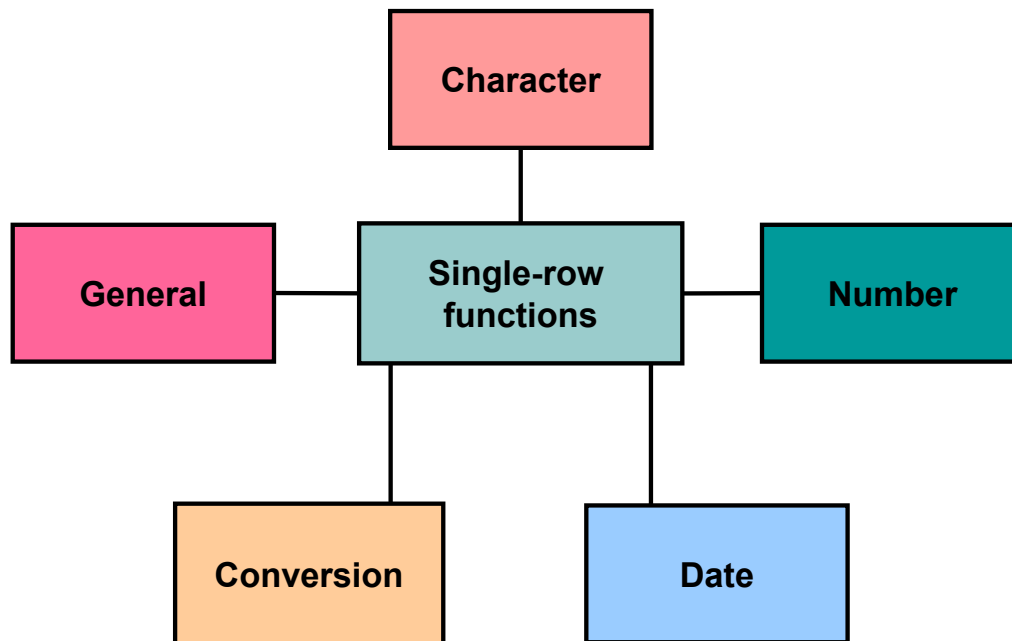 Character
General
Single-row
functions
Number
Conversion
Date